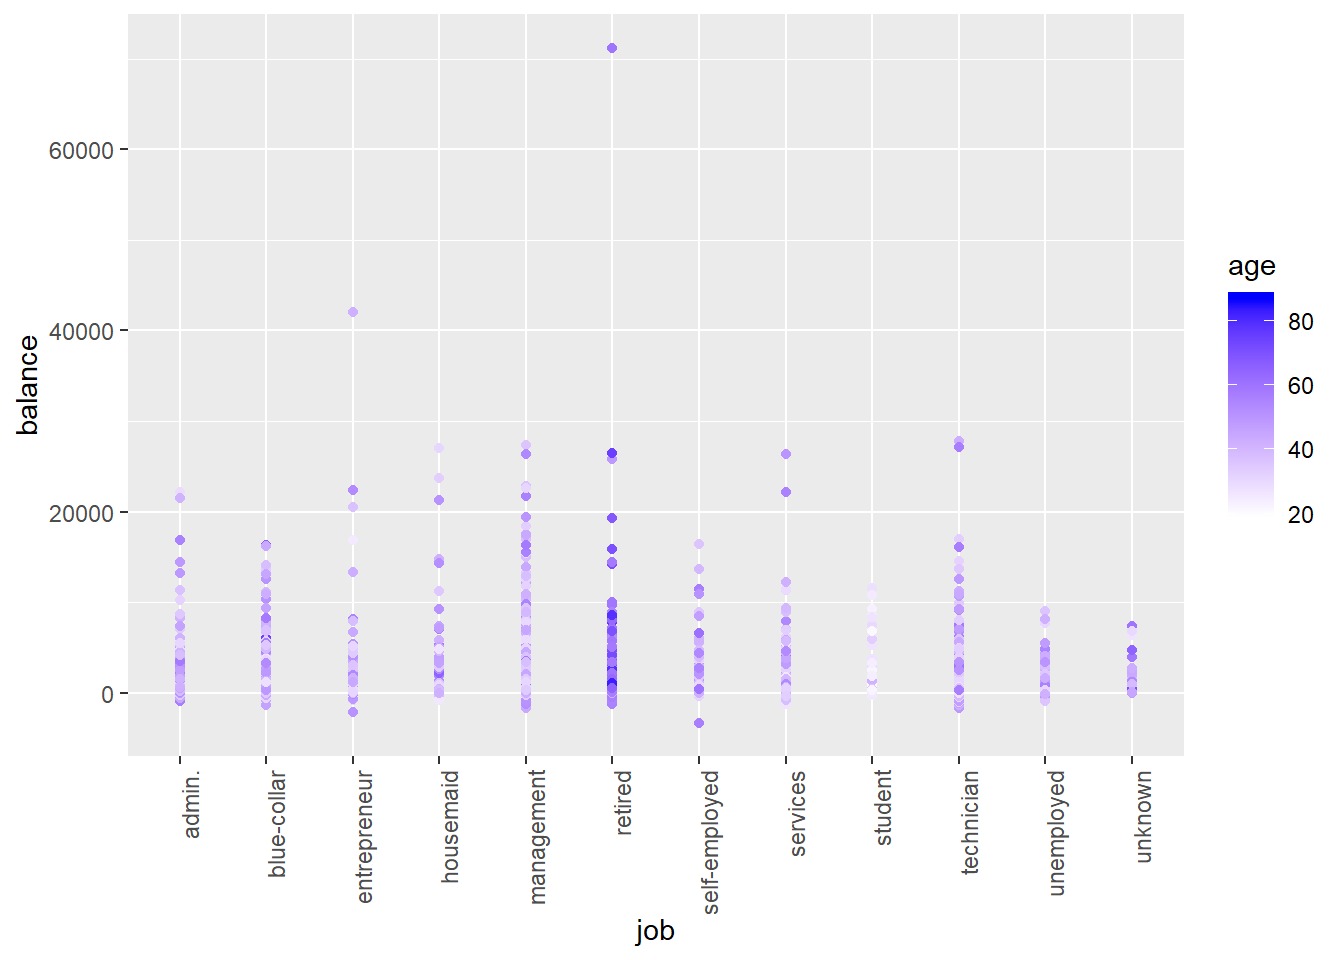 60000
40000
20000
0
balance
admin.
blue-collar
entrepreneur
housemaid
management
retired
self-employed
services
student
technician
unemployed
unknown
job
age
80
60
40
20